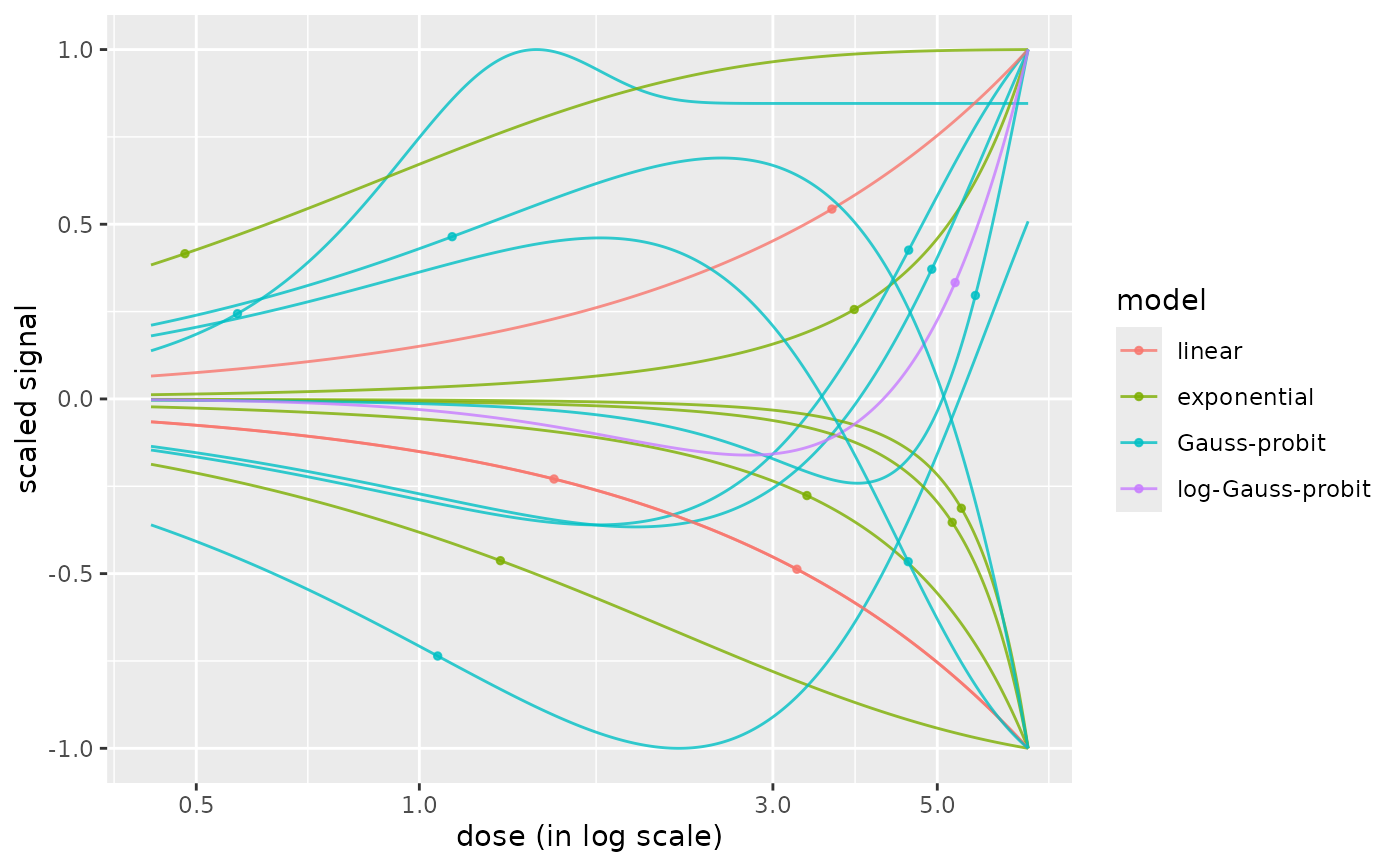 1.0
0.5
0.0
-0.5
-1.0
scaled signal
0.5 1.0 3.0 5.0
dose (in log scale)
model
linear
exponential
Gauss-probit
log-Gauss-probit